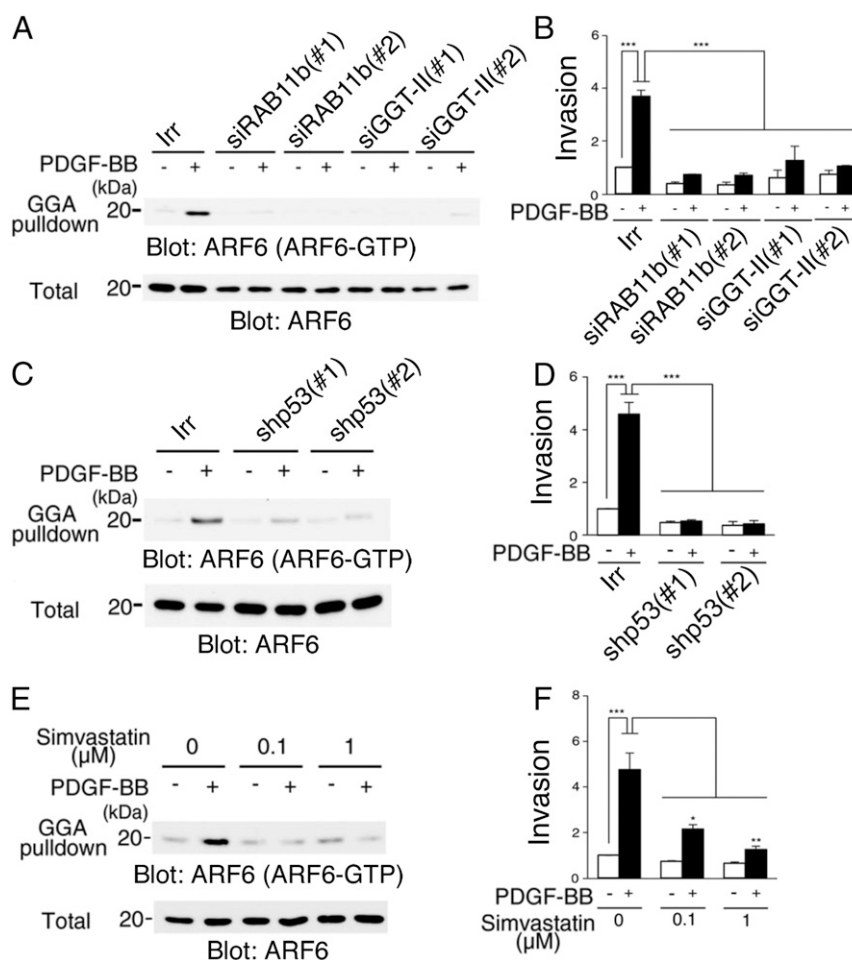 A
Irr
siRAB11b(#1)
siRAB11b(#2)
siGGT-II(#1)
siGGT-II(#2)
PDGF-BB - + - + - + - + - +
(kDa)
GGA
pulldown
20-
Blot: ARF6 (ARF6-GTP)
Total 20-
Blot: ARF6
B
Invasion
6
4
2
0
*** ***
PDGF-BB - + - + - + - + - +
Irr
siRAB11b(#1)
siRAB11b(#2)
siGGT-II(#1)
siGGT-II(#2)
C
Irr
shp53(#1)
shp53(#2)
PDGF-BB - + - + - +
(kDa)
GGA
pulldown
20-
Blot: ARF6 (ARF6-GTP)
Total 20-
Blot: ARF6
D
Invasion
6
4
2
0
*** ***
PDGF-BB - + - + - +
Irr
shp53(#1)
shp53(#2)
E
Simvastatin
(μM)
0 0.1 1
PDGF-BB - + - + - +
(kDa)
GGA
pulldown
20-
Blot: ARF6 (ARF6-GTP)
Total 20-
Blot: ARF6
F
Invasion
8
6
4
2
0
***
*
**
PDGF-BB - + - + - +
Simvastatin
(μM)
0 0.1 1